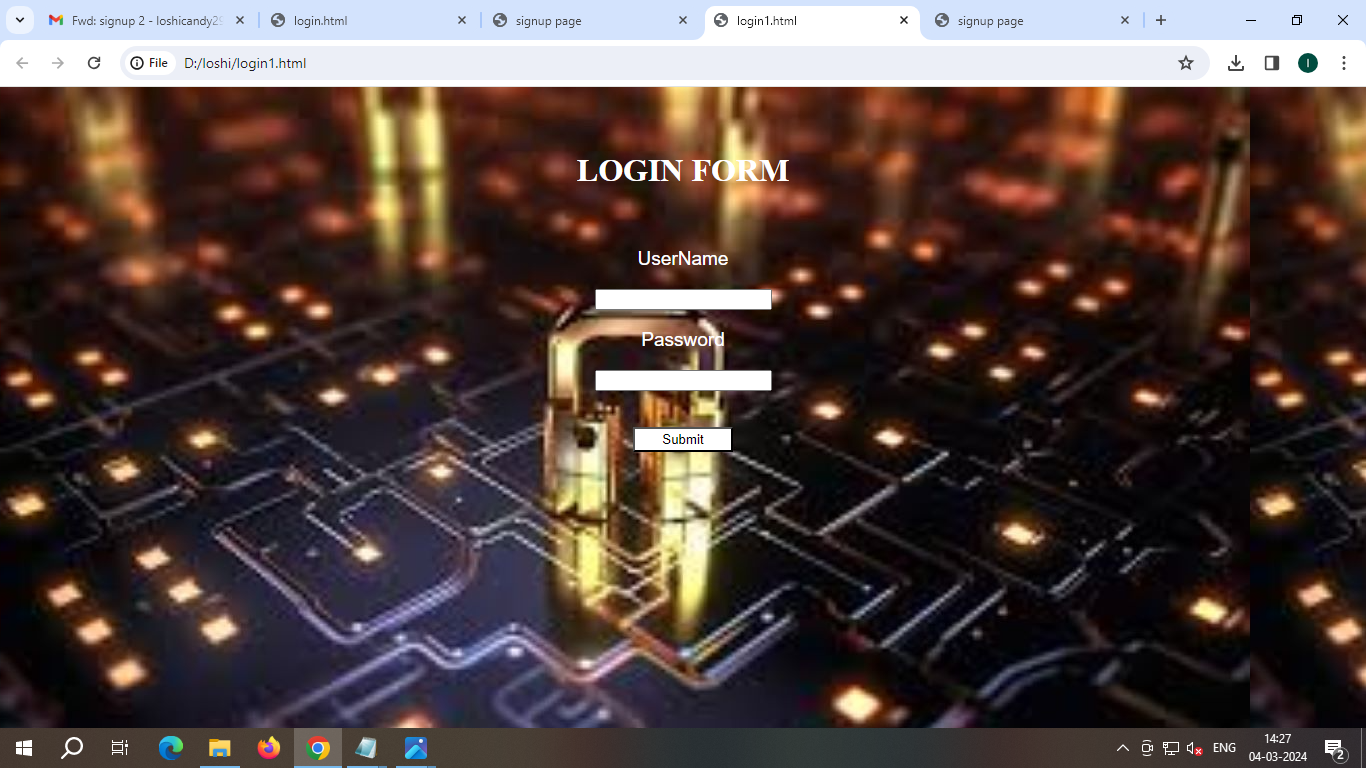 Fwd: signup 2 - loshicandy29
login.html
signup page
login1.html
signup page
File
D:/loshi/login1.html
I
LOGIN FORM
UserName
Password
Submit
ENG
14:27
04-03-2024
2